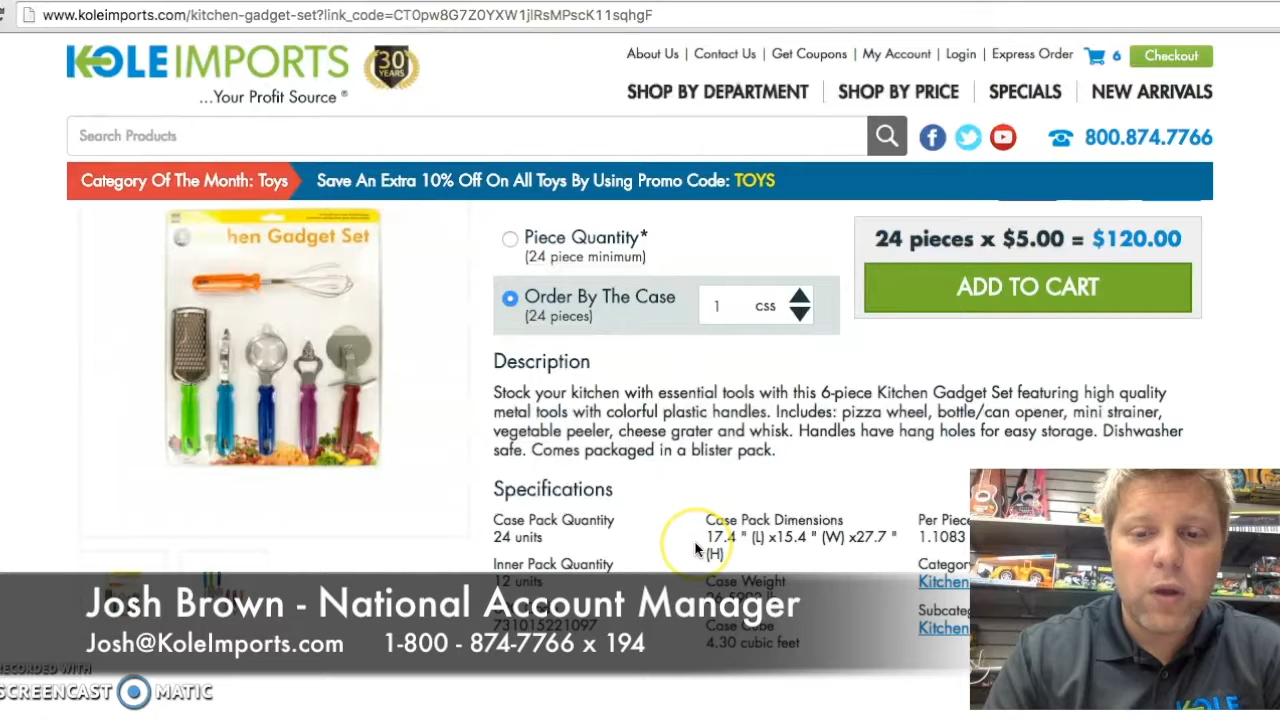 www.koleimports.com/kitchen-gadget-set?link_code=CT0pw8G7Z0YXW1jlRsMPscK11sqhgF
KOLEIMPORTS
30 YEARS
...Your Profit Source ®
About Us | Contact Us | Get Coupons | My Account | Login | Express Order 6 Checkout
SHOP BY DEPARTMENT SHOP BY PRICE SPECIALS NEW ARRIVALS
Search Products
800.874.7766
Category Of The Month: Toys Save An Extra 10% Off On All Toys By Using Promo Code: TOYS
hen Gadget Set
Piece Quantity*
(24 piece minimum)
Order By The Case
(24 pieces)
1 css
24 pieces x $5.00 = $120.00
ADD TO CART
Description
Stock your kitchen with essential tools with this 6-piece Kitchen Gadget Set featuring high quality
metal tools with colorful plastic handles. Includes: pizza wheel, bottle/can opener, mini strainer,
vegetable peeler, cheese grater and whisk. Handles have hang holes for easy storage. Dishwasher
safe. Comes packaged in a blister pack.
Specifications
Case Pack Quantity
24 units
Inner Pack Quantity
12 units
731015221097
Case Pack Dimensions
17.4 " (L) x15.4 " (W) x27.7 "
(H)
Case Weight
Case Cube
4.30 cubic feet
Per Piece
1.1083
Category
Kitchen
Subcateg
Kitchen
Josh Brown - National Account Manager
Josh@KoleImports.com 1-800 - 874-7766 x 194
RECORDED WITH
SCREENCAST MATIC
KOLE